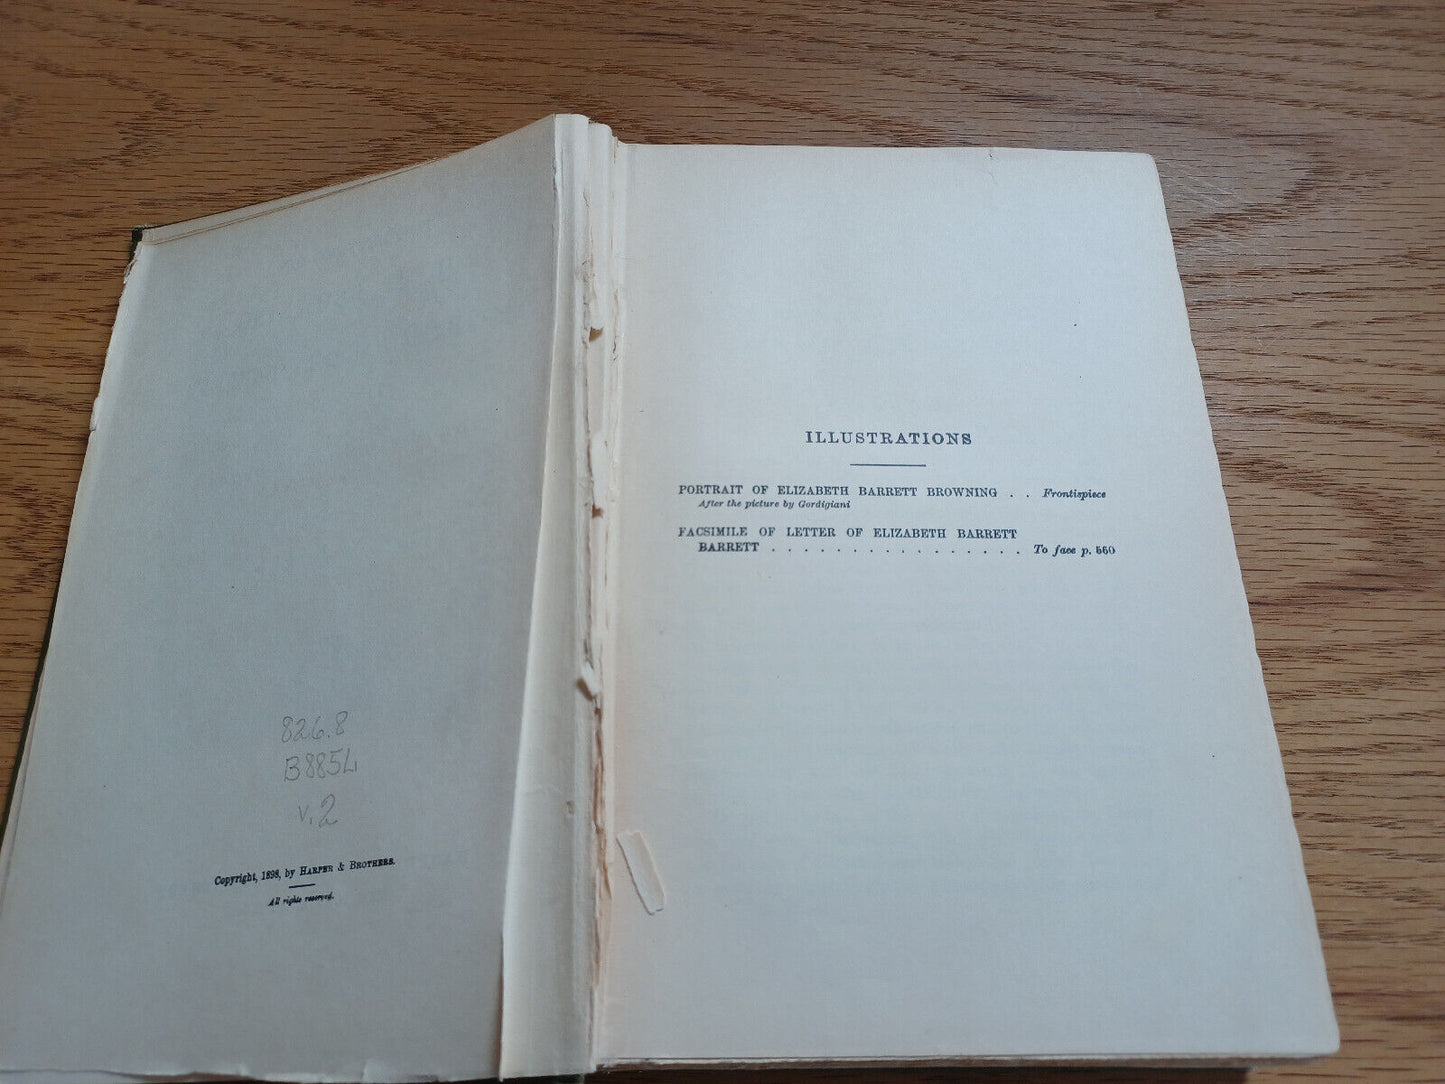 826.8
B885L
v.2
Copyright, 1898, by HARPER & BROTHERS.
All rights reserved.
ILLUSTRATIONS
PORTRAIT OF ELIZABETH BARRETT BROWNING . . Frontispiece
After the picture by Gordigiani
FACSIMILE OF LETTER OF ELIZABETH BARRETT
BARRETT . . . . . . . . . . . . . . . . To face p. 560